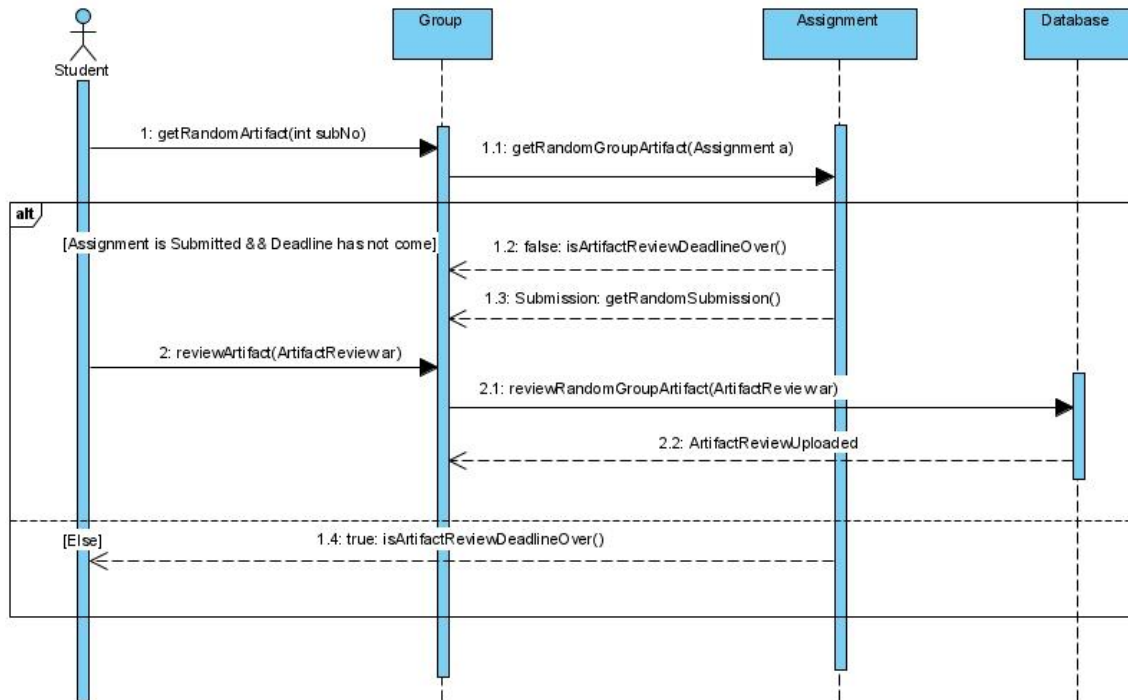 Group
Assignment
Database
Student
1: getRandomArtifact(int subNo)
1.1: getRandomGroupArtifact(Assignment a)
alt
[Assignment is Submitted && Deadline has not come]
1.2: false: isArtifactReviewDeadlineOver()
1.3: Submission: getRandomSubmission()
2: reviewArtifact(ArtifactReview ar)
2.1: reviewRandomGroupArtifact(ArtifactReview ar)
2.2: ArtifactReviewUploaded
[Else]
1.4: true: isArtifactReviewDeadlineOver()